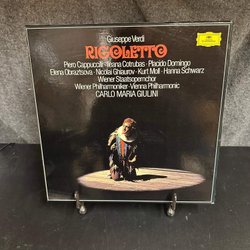 Giuseppe Verdi
RIGOLETTO
Piero Cappuccilli · Ileana Cotrubas · Placido Domingo
Elena Obraztsova · Nicolai Ghiaurov · Kurt Moll · Hanna Schwarz
Wiener Staatsopernchor
Wiener Philharmoniker · Vienna Philharmonic
CARLO MARIA GIULINI